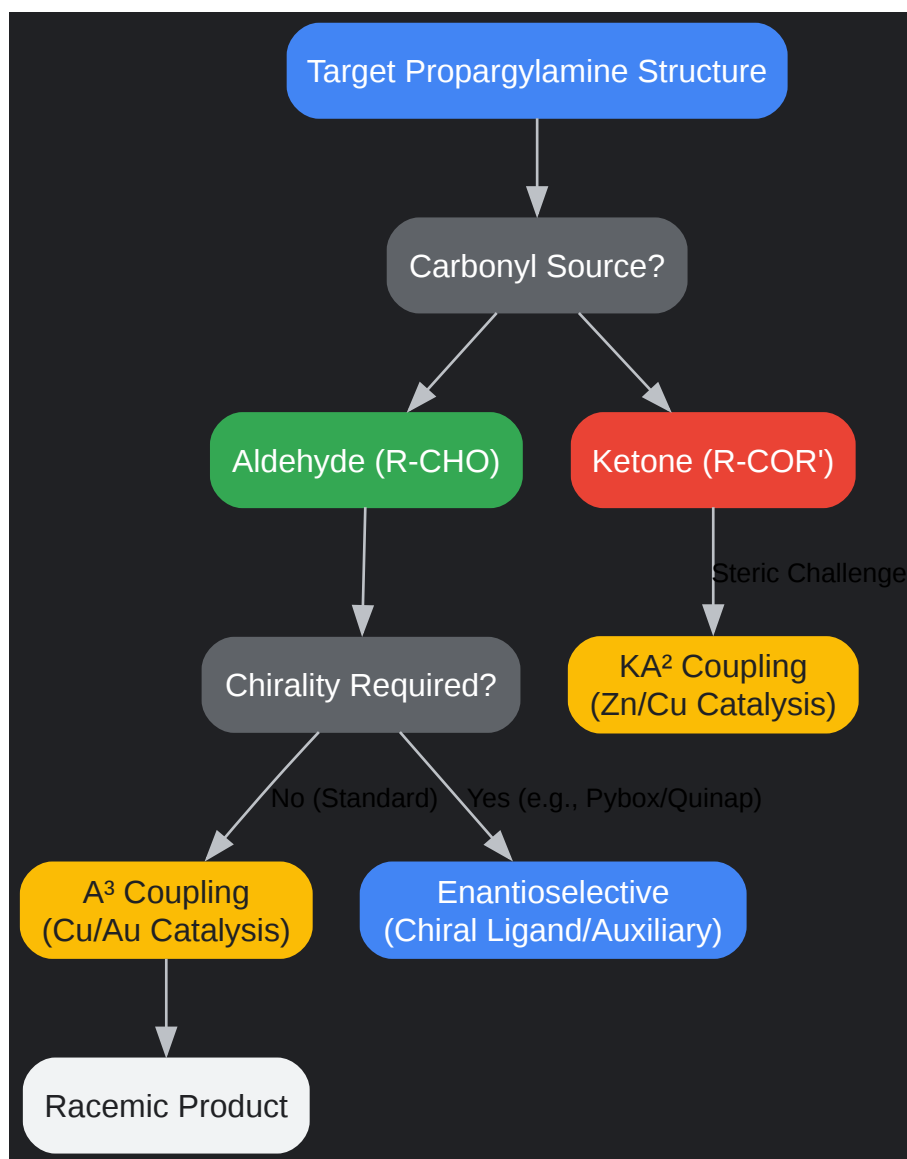 Target Propargylamine Structure
Carbonyl Source?
Aldehyde (R-CHO)
Ketone (R-COR')
Steric Challenge
Chirality Required?
KA² Coupling
(Zn/Cu Catalysis)
No (Standard)
Yes (e.g., Pybox/Quinap)
A³ Coupling
(Cu/Au Catalysis)
Enantioselective
(Chiral Ligand/Auxiliary)
Racemic Product